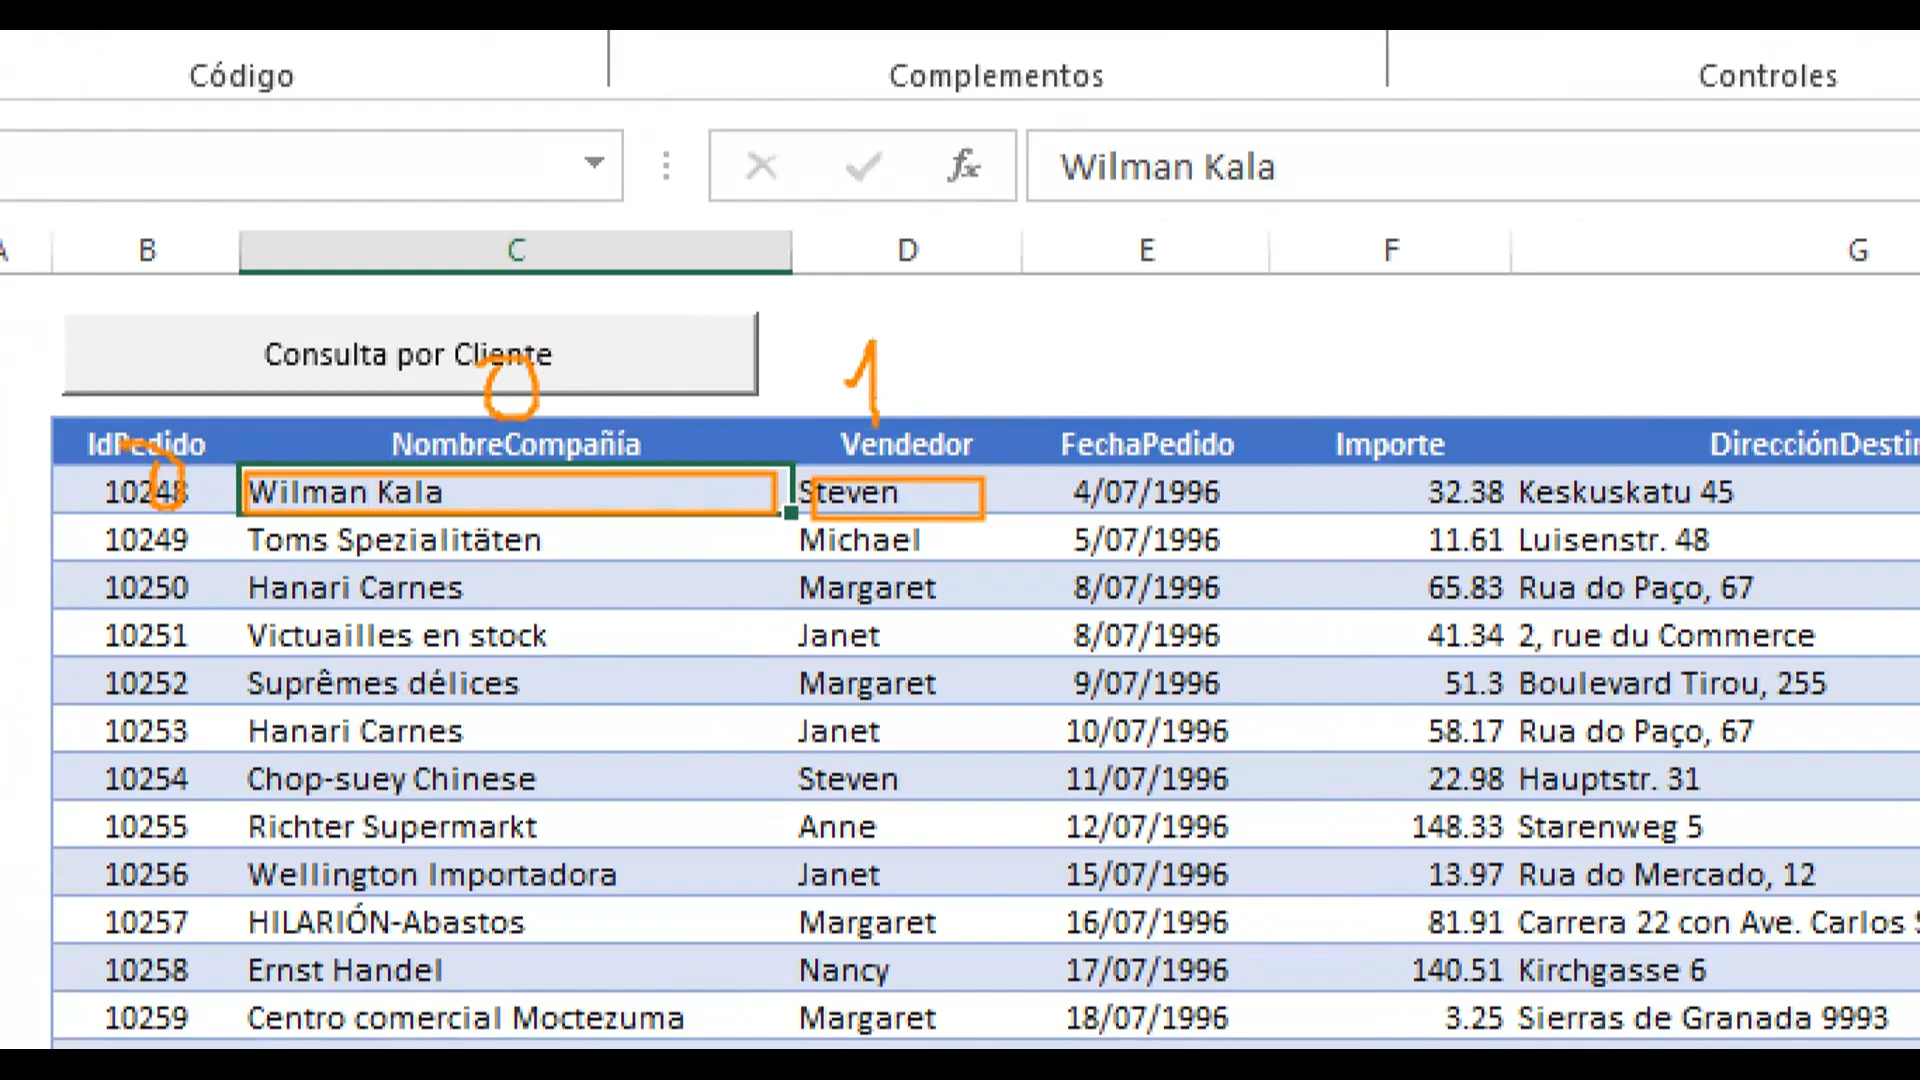 Código Complementos Controles
fx Wilman Kala
A B C D E F G
Consulta por Cliente
0 1
IdPedido NombreCompañía Vendedor FechaPedido Importe
0
10248 Wilman Kala Steven 4/07/1996 32.38 Keskuskatu 45
10249 Toms Spezialitäten Michael 5/07/1996 11.61 Luisenstr. 48
10250 Hanari Carnes Margaret 8/07/1996 65.83 Rua do Paço, 67
10251 Victuailles en stock Janet 8/07/1996 41.34 2, rue du Commerce
10252 Suprêmes délices Margaret 9/07/1996 51.3 Boulevard Tirou, 255
10253 Hanari Carnes Janet 10/07/1996 58.17 Rua do Paço, 67
10254 Chop-suey Chinese Steven 11/07/1996 22.98 Hauptstr. 31
10255 Richter Supermarkt Anne 12/07/1996 148.33 Starenweg 5
10256 Wellington Importadora Janet 15/07/1996 13.97 Rua do Mercado, 12
10257 HILARIÓN-Abastos Margaret 16/07/1996 81.91 Carrera 22 con Ave. Carlos
10258 Ernst Handel Nancy 17/07/1996 140.51 Kirchgasse 6
10259 Centro comercial Moctezuma Margaret 18/07/1996 3.25 Sierras de Granada 9993